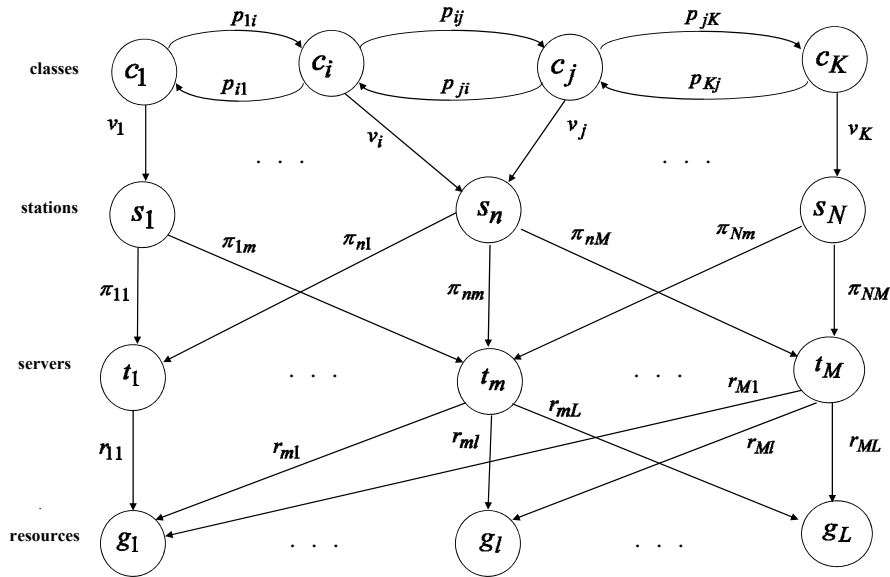 p1i pij pjK
classes c1 ci cj cK
pi1 pji pKj
v1 vi vj vK
. . . . . .
stations s1 sn sN
π1m πn1 πnM πNm
π11 πnm πNM
servers t1 . . . tm . . . tM
rM1
rmL
r11 rm1 rml rMl rML
resources g1 . . . gl . . . gL